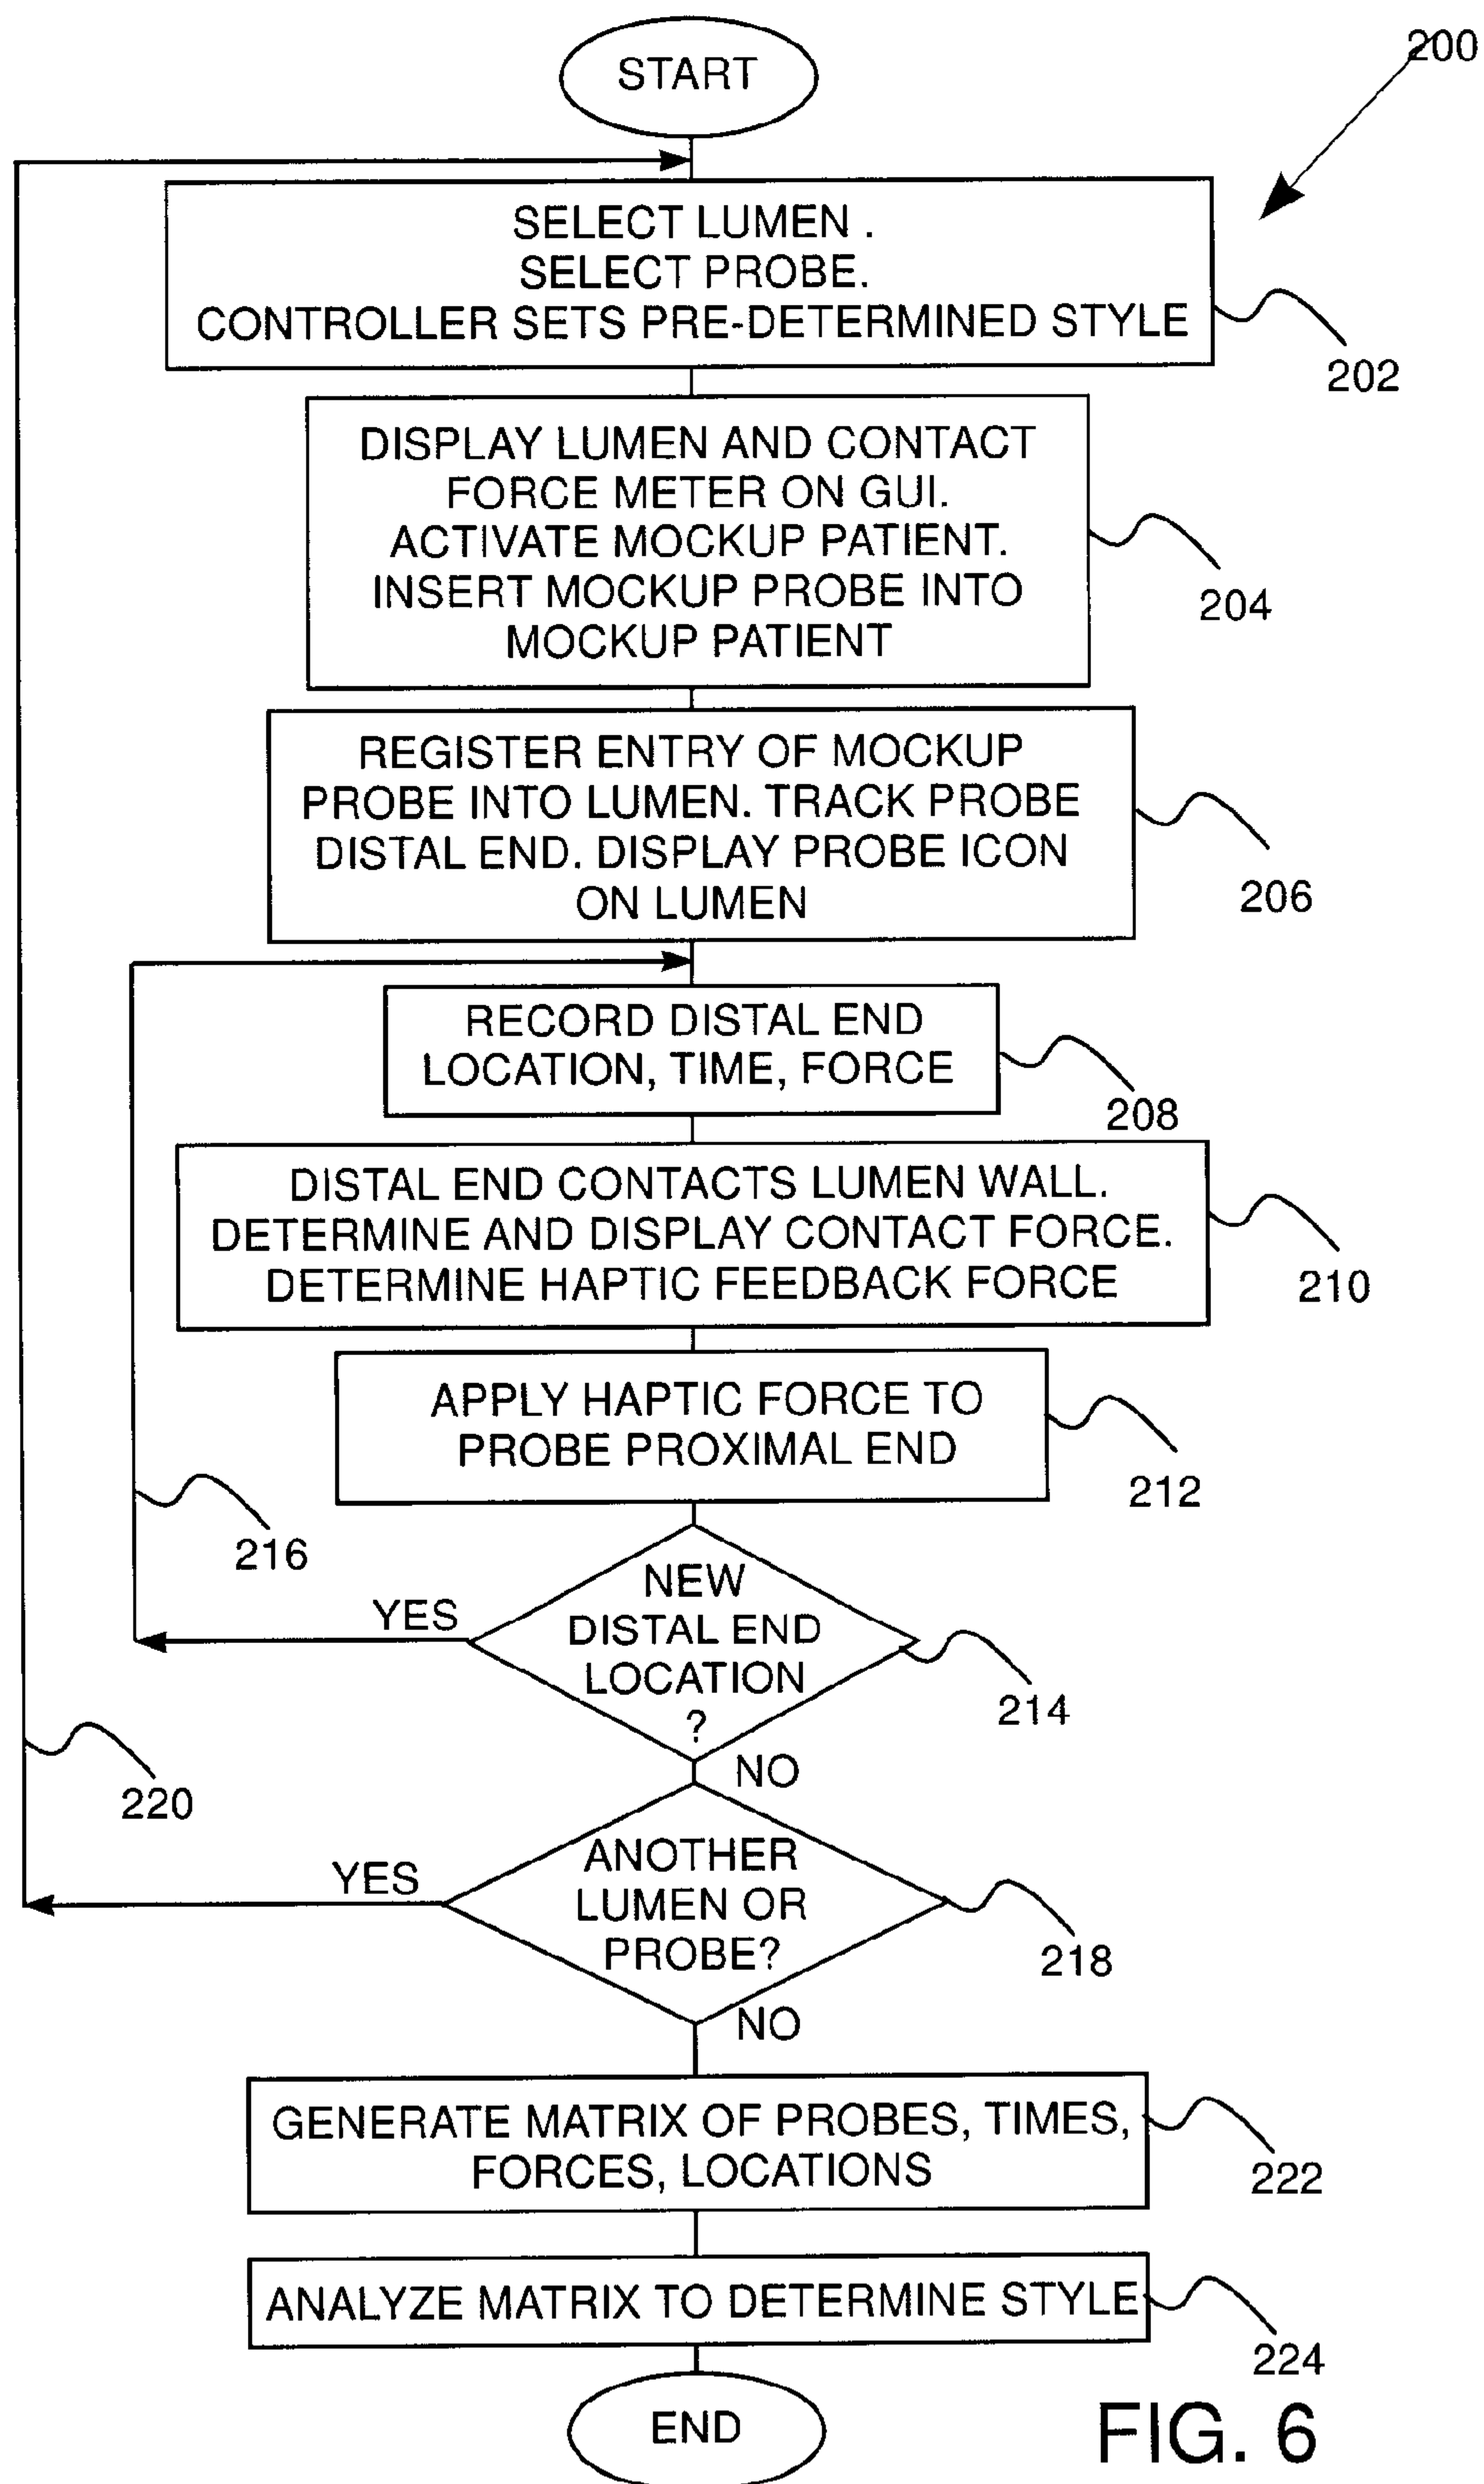 START
200
SELECT LUMEN .
SELECT PROBE.
CONTROLLER SETS PRE-DETERMINED STYLE
202
DISPLAY LUMEN AND CONTACT
FORCE METER ON GUI.
ACTIVATE MOCKUP PATIENT.
INSERT MOCKUP PROBE INTO
MOCKUP PATIENT
204
REGISTER ENTRY OF MOCKUP
PROBE INTO LUMEN. TRACK PROBE
DISTAL END. DISPLAY PROBE ICON
ON LUMEN
206
RECORD DISTAL END
LOCATION, TIME, FORCE
208
DISTAL END CONTACTS LUMEN WALL.
DETERMINE AND DISPLAY CONTACT FORCE.
DETERMINE HAPTIC FEEDBACK FORCE
210
APPLY HAPTIC FORCE TO
PROBE PROXIMAL END
212
216
NEW
DISTAL END
LOCATION
?
YES
214
NO
220
ANOTHER
LUMEN OR
PROBE?
YES
218
NO
GENERATE MATRIX OF PROBES, TIMES,
FORCES, LOCATIONS
222
ANALYZE MATRIX TO DETERMINE STYLE
224
END
FIG. 6